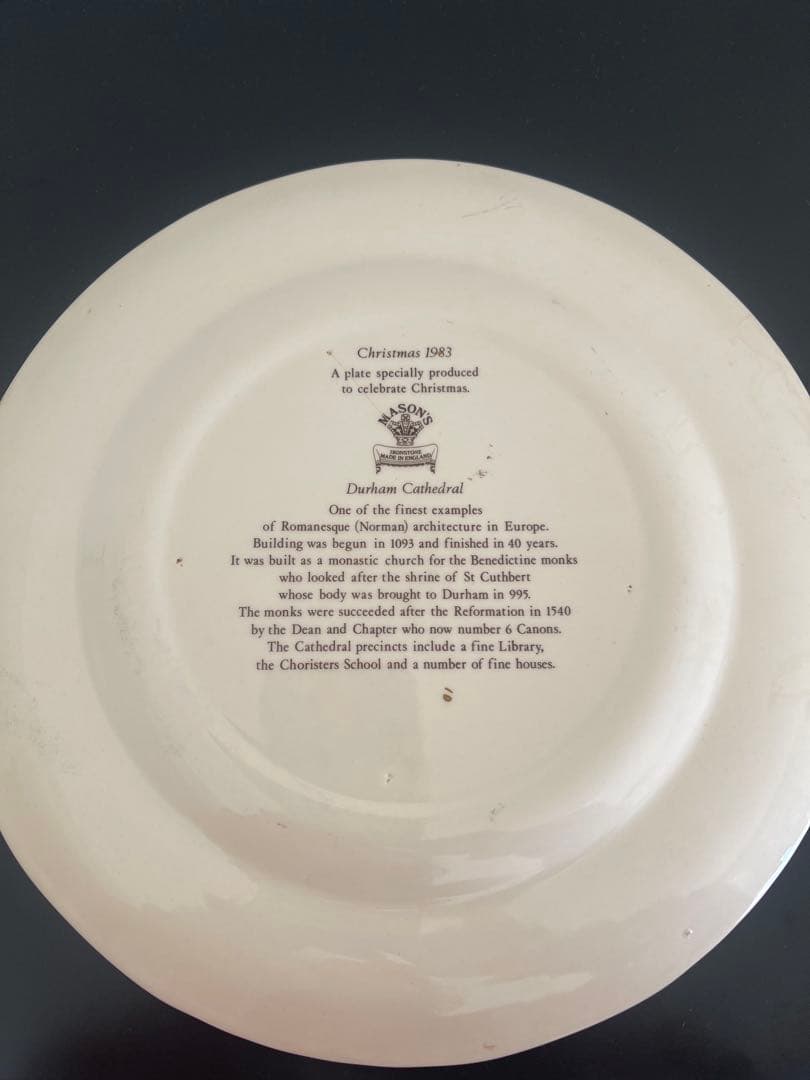 Christmas 1983
A plate specially produced
to celebrate Christmas.
MASON'S
IRONSTONE
MADE IN ENGLAND
Durham Cathedral
One of the finest examples
of Romanesque (Norman) architecture in Europe.
Building was begun in 1093 and finished in 40 years.
It was built as a monastic church for the Benedictine monks
who looked after the shrine of St Cuthbert
whose body was brought to Durham in 995.
The monks were succeeded after the Reformation in 1540
by the Dean and Chapter who now number 6 Canons.
The Cathedral precincts include a fine Library,
the Choristers School and a number of fine houses.